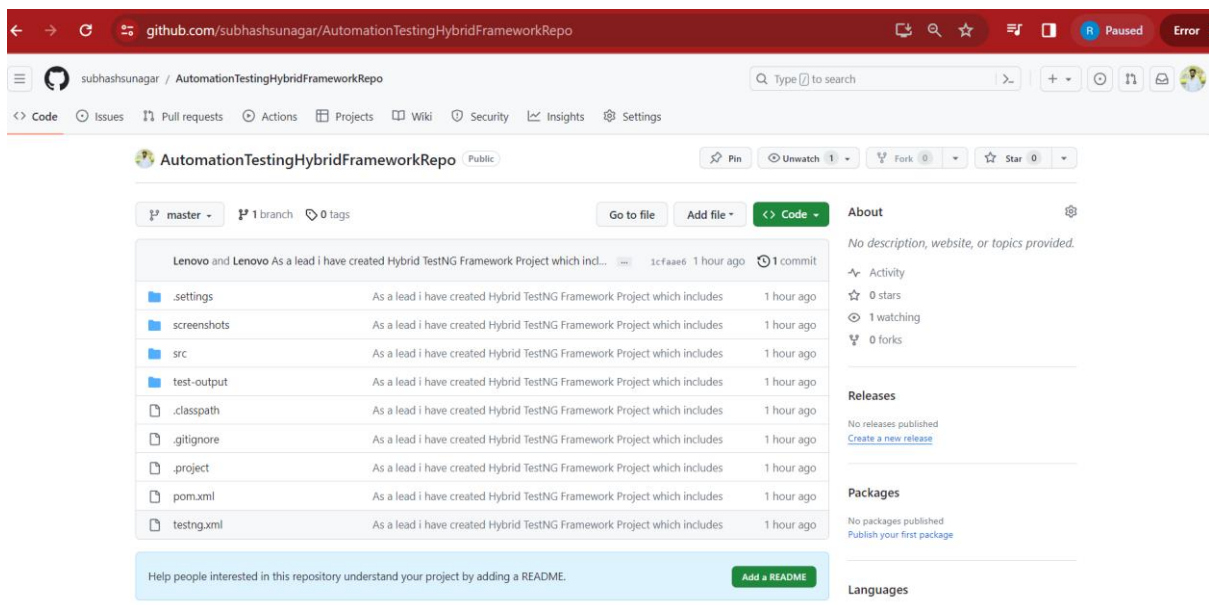 github.com/subhashsunagar/AutomationTestingHybridFrameworkRepo
R Paused Error
subhashsunagar / AutomationTestingHybridFrameworkRepo
Type / to search
Code Issues Pull requests Actions Projects Wiki Security Insights Settings
AutomationTestingHybridFrameworkRepo Public
Pin Unwatch 1 Fork 0 Star 0
master 1 branch 0 tags Go to file Add file Code
Lenovo and Lenovo As a lead i have created Hybrid TestNG Framework Project which incl... ... 1cfaae6 1 hour ago 1 commit
.settings As a lead i have created Hybrid TestNG Framework Project which includes 1 hour ago
screenshots As a lead i have created Hybrid TestNG Framework Project which includes 1 hour ago
src As a lead i have created Hybrid TestNG Framework Project which includes 1 hour ago
test-output As a lead i have created Hybrid TestNG Framework Project which includes 1 hour ago
.classpath As a lead i have created Hybrid TestNG Framework Project which includes 1 hour ago
.gitignore As a lead i have created Hybrid TestNG Framework Project which includes 1 hour ago
.project As a lead i have created Hybrid TestNG Framework Project which includes 1 hour ago
pom.xml As a lead i have created Hybrid TestNG Framework Project which includes 1 hour ago
testng.xml As a lead i have created Hybrid TestNG Framework Project which includes 1 hour ago
Help people interested in this repository understand your project by adding a README. Add a README
About
No description, website, or topics provided.
Activity
0 stars
1 watching
0 forks
Releases
No releases published
Create a new release
Packages
No packages published
Publish your first package
Languages